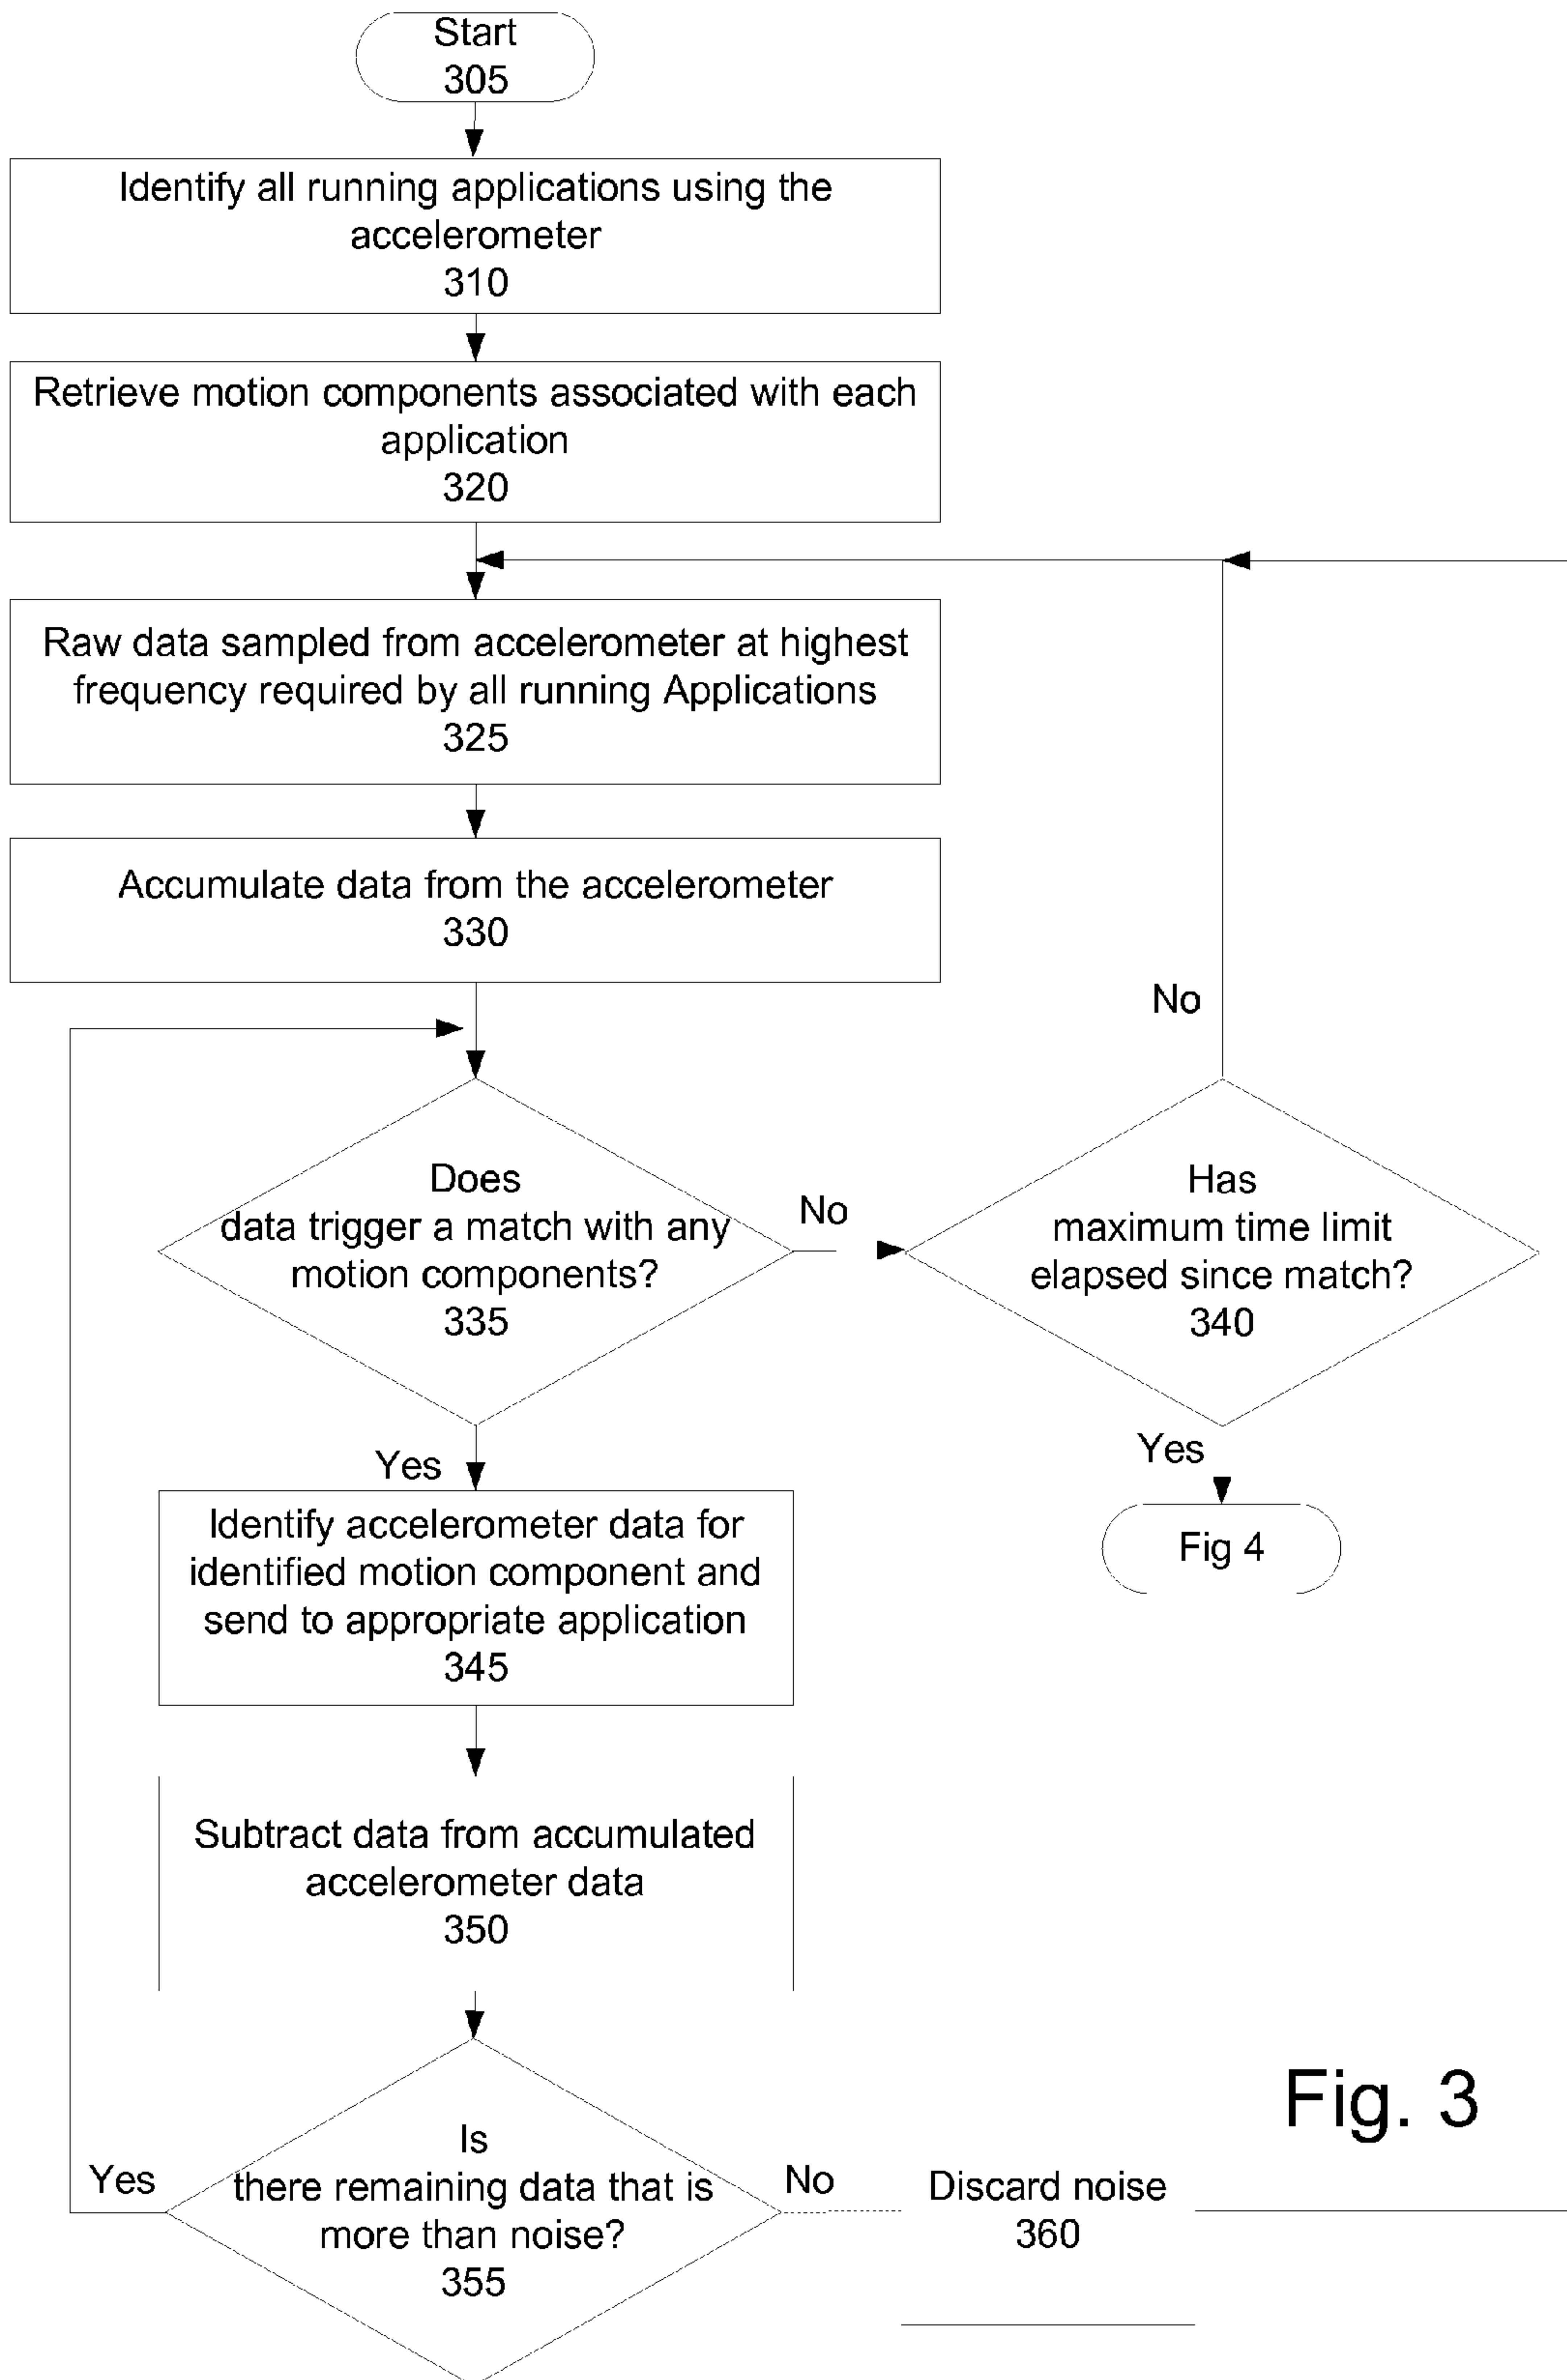 Start
305
Identify all running applications using the
accelerometer
310
Retrieve motion components associated with each
application
320
Raw data sampled from accelerometer at highest
frequency required by all running Applications
325
Accumulate data from the accelerometer
330
No
Does
data trigger a match with any
motion components?
335
No
Has
maximum time limit
elapsed since match?
340
Yes
Yes
Identify accelerometer data for
identified motion component and
send to appropriate application
345
Fig 4
Subtract data from accumulated
accelerometer data
350
Is
there remaining data that is
more than noise?
355
Yes
No
Discard noise
360
Fig. 3